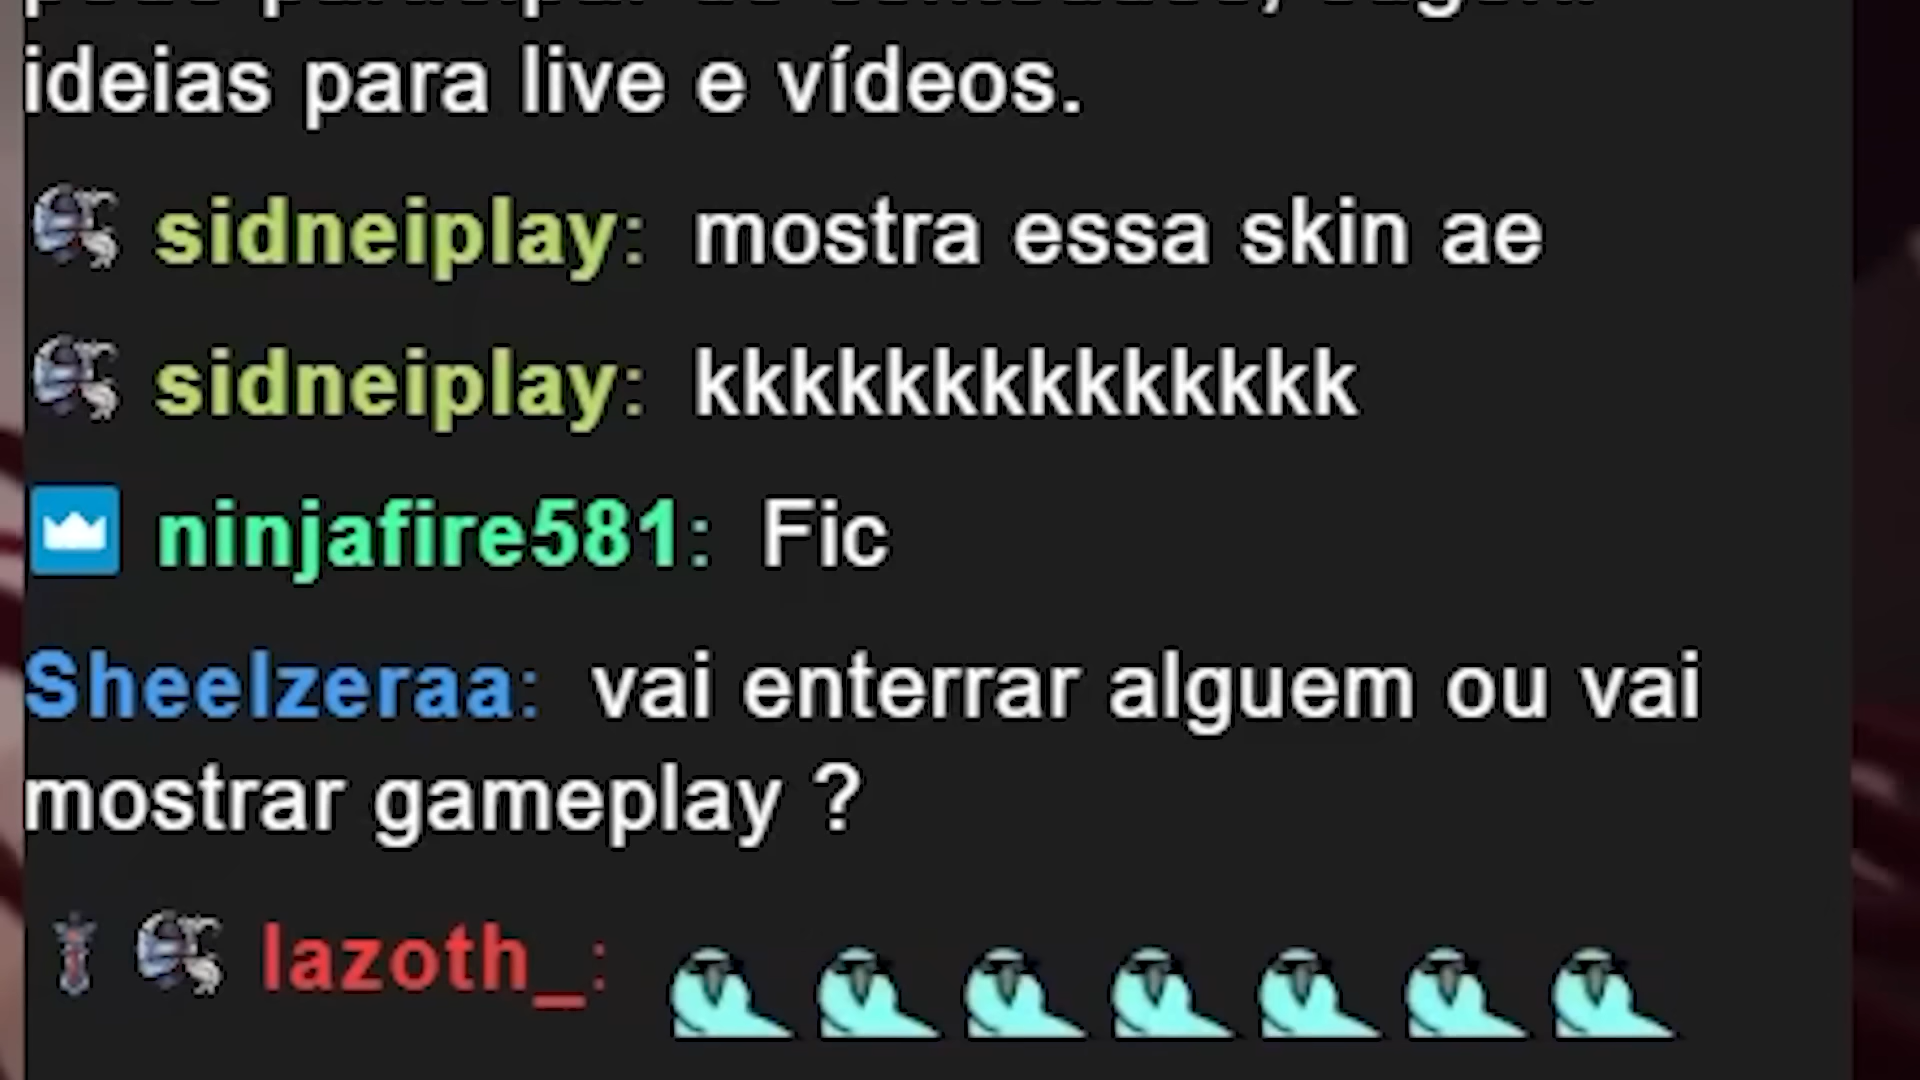 ideias para live e vídeos.
sidneiplay: mostra essa skin ae
sidneiplay: kkkkkkkkkkkkkk
ninjafire581: Fic
Sheelzeraa: vai enterrar alguem ou vai
mostrar gameplay ?
lazoth_: